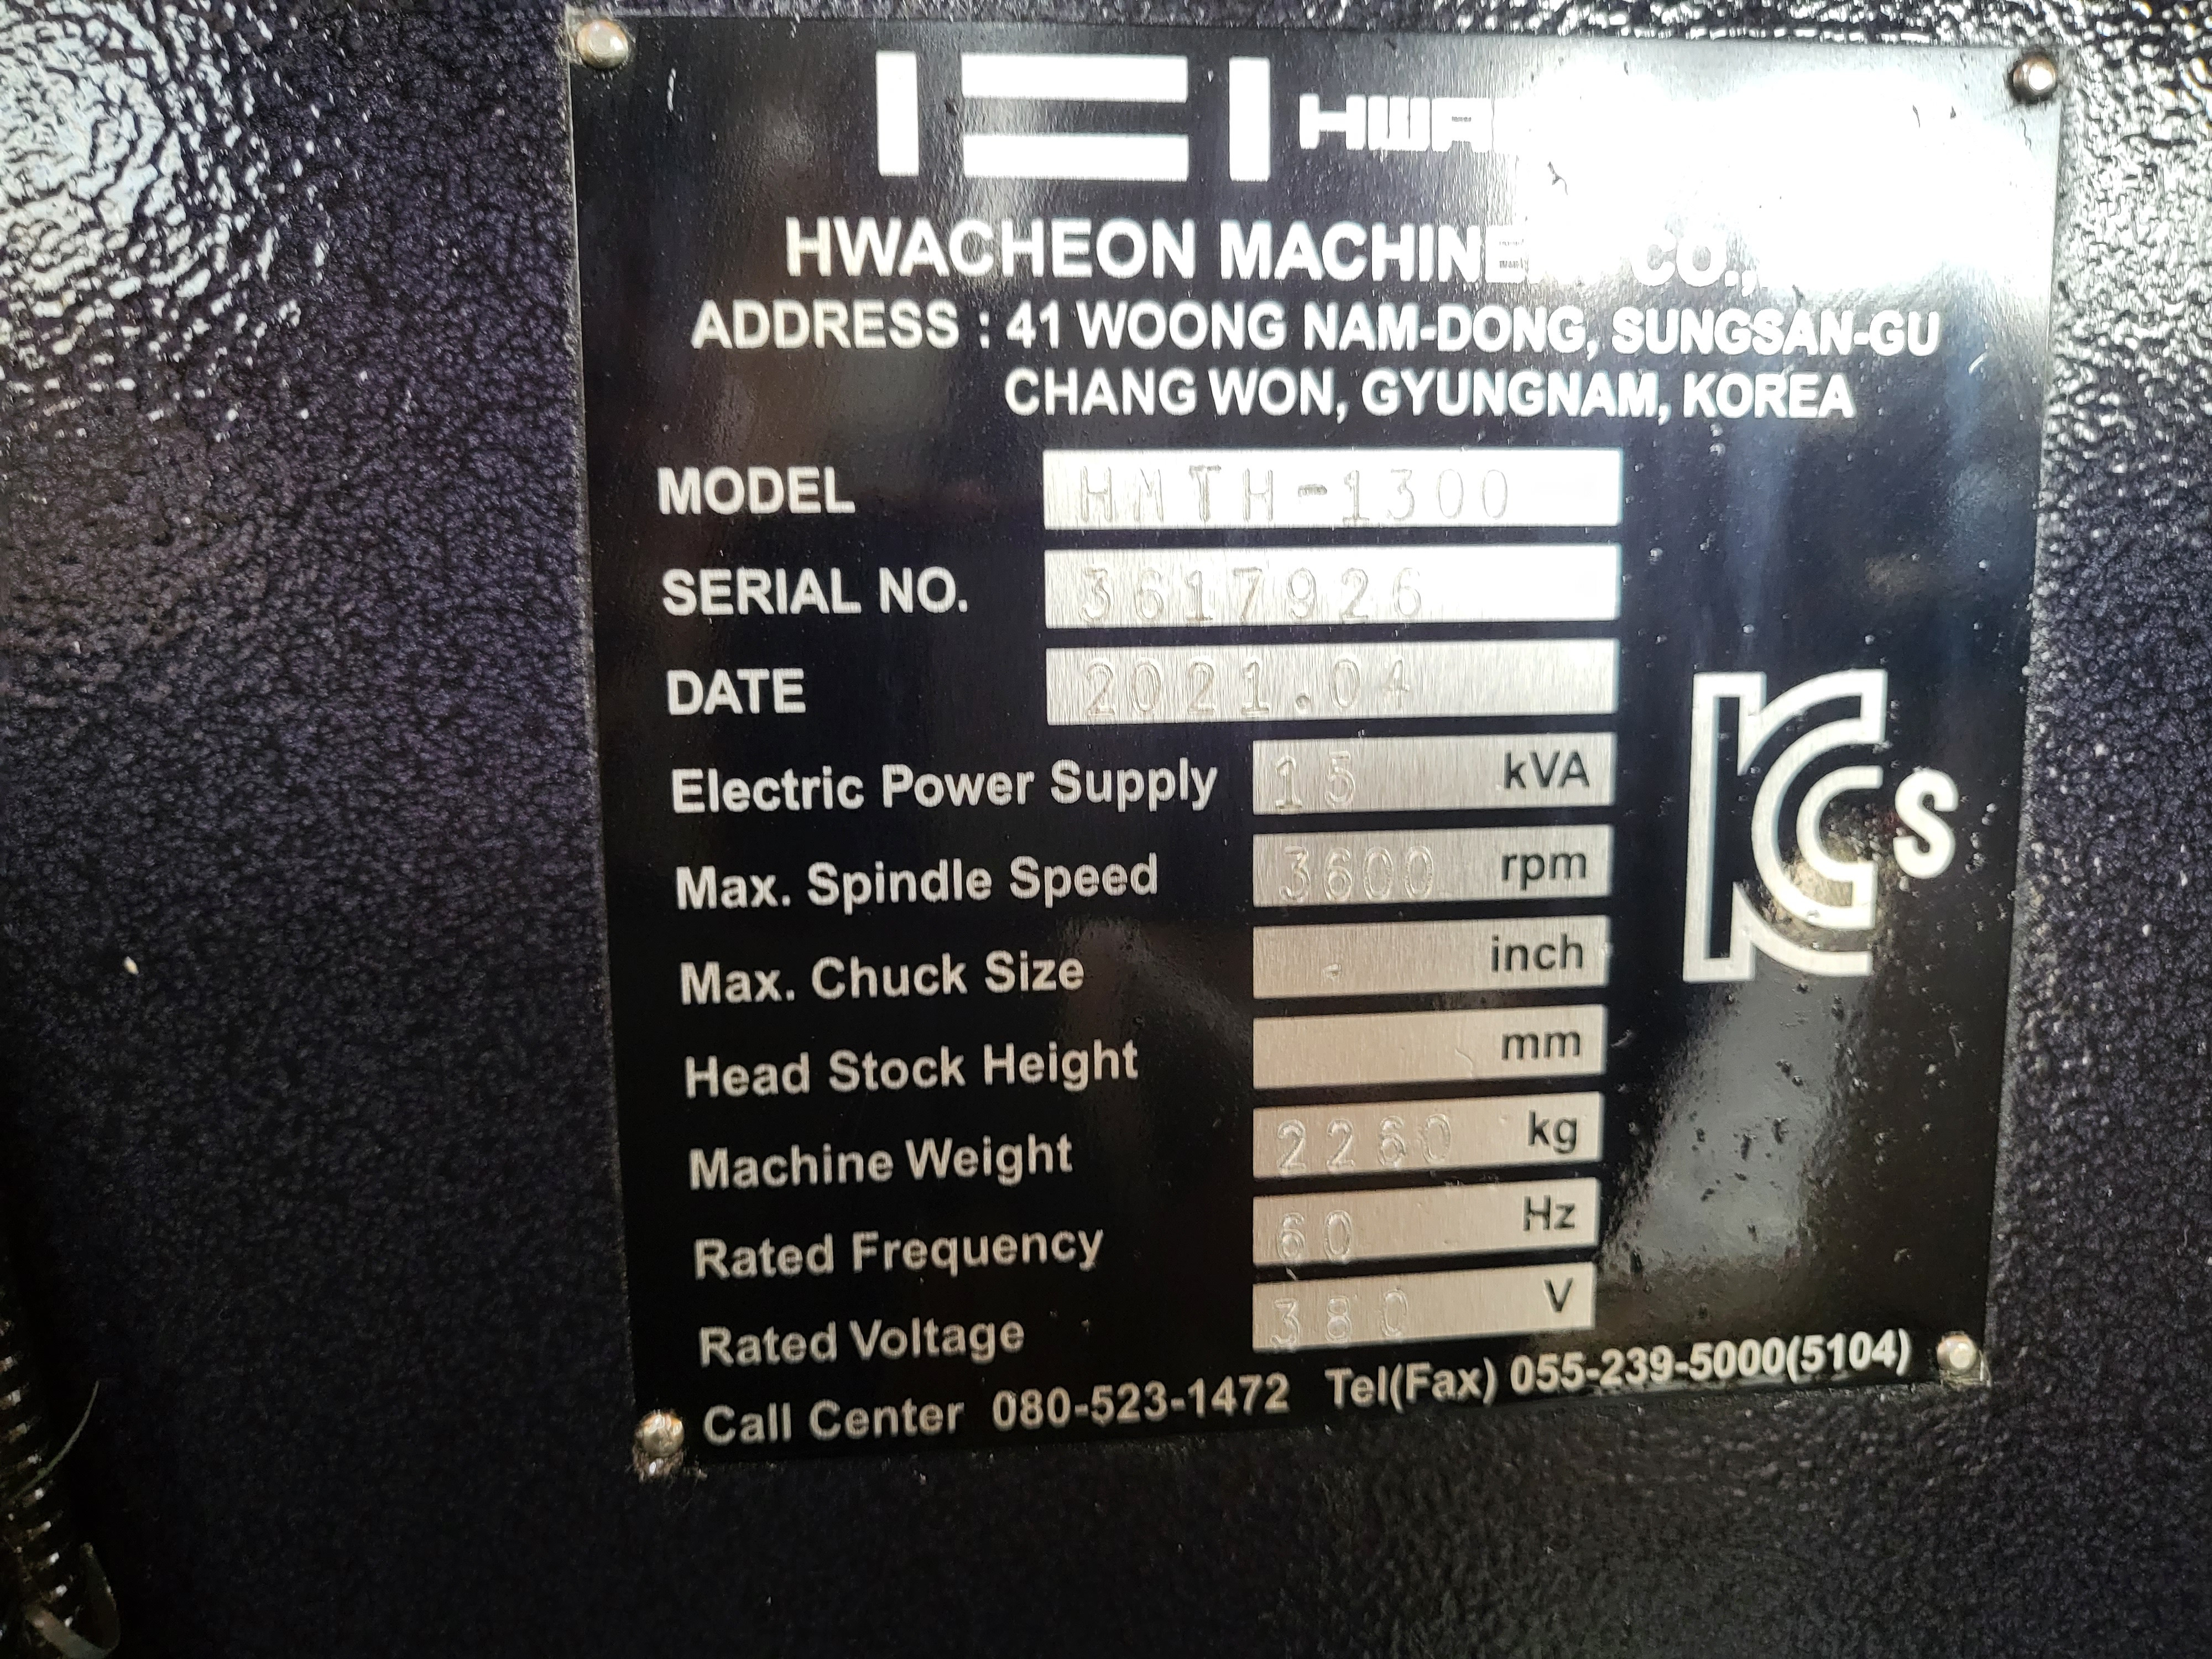 HWACHEON CO.,
ADDRESS : 41 WOONG NAM-DONG, SUNGSAN-GU
CHANG WON, GYUNGNAM, KOREA
MODEL HMTH-1300
SERIAL NO. 3617926
DATE 2021.04
KCs
Electric Power Supply 15 kVA
Max. Spindle Speed 3600 rpm
Max. Chuck Size - inch
Head Stock Height mm
Machine Weight 2260 kg
Rated Frequency 60 Hz
Rated Voltage 380 V
Call Center 080-523-1472 Tel(Fax) 055-239-5000(5104)